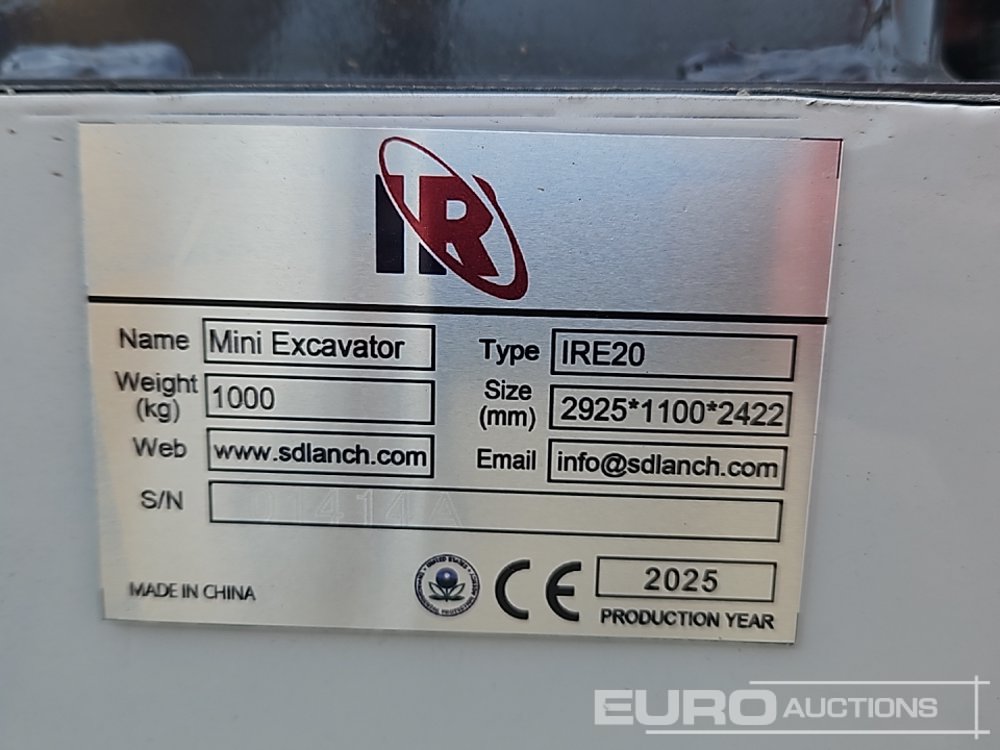 IR
Name Mini Excavator Type IRE20
Weight (kg) 1000 Size (mm) 2925*1100*2422
Web www.sdlanch.com Email info@sdlanch.com
S/N
MADE IN CHINA
CE 2025
PRODUCTION YEAR
EURO AUCTIONS